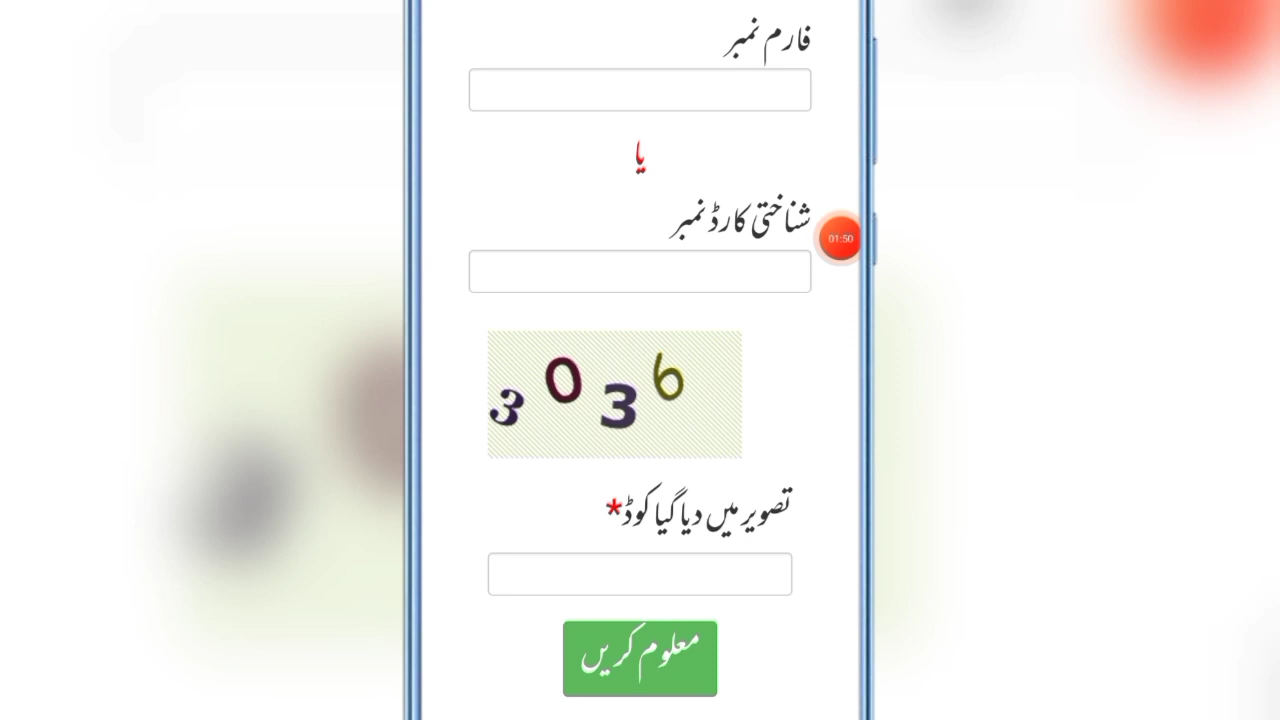 فارم نمبر
یا
شناختی کارڈ نمبر
01:50
3036
تصویر میں دیا گیا کوڈ*
معلوم کریں